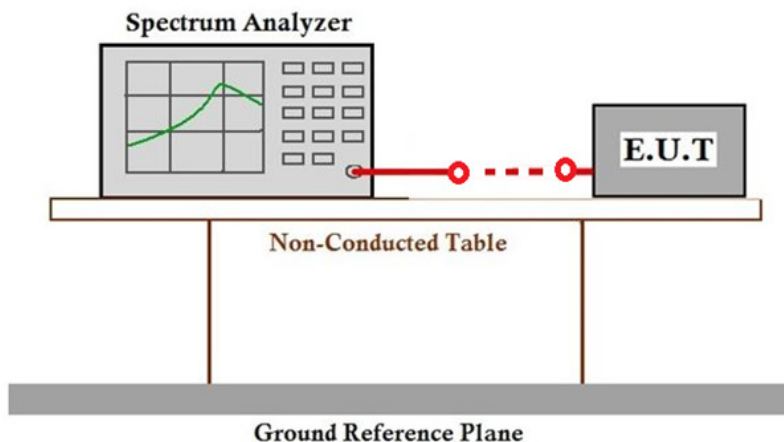 Spectrum Analyzer
E.U.T
Non-Conducted Table
Ground Reference Plane